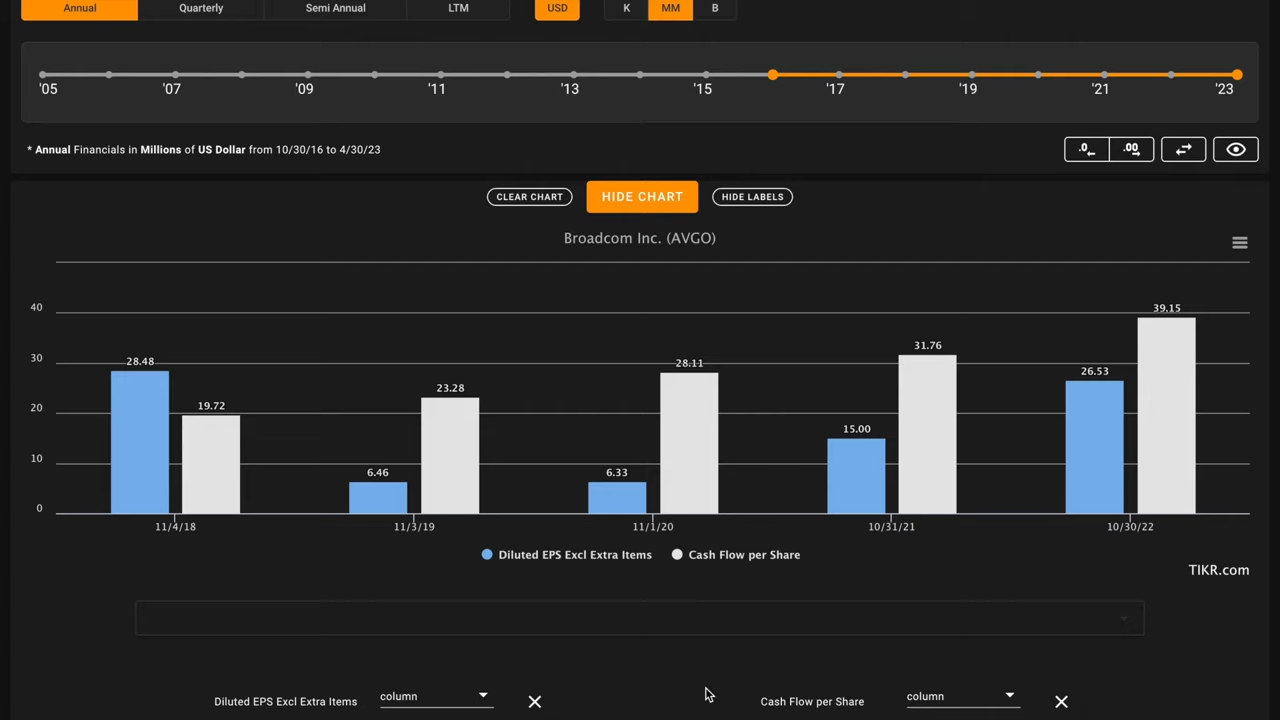 Annual Quarterly Semi Annual LTM USD K MM B
'05 '07 '09 '11 '13 '15 '17 '19 '21 '23
* Annual Financials in Millions of US Dollar from 10/30/16 to 4/30/23
.0 .00
CLEAR CHART HIDE CHART HIDE LABELS
Broadcom Inc. (AVGO)
40
30
20
10
0
28.48 19.72 6.46 23.28 6.33 28.11 15.00 31.76 26.53 39.15
11/4/18 11/3/19 11/1/20 10/31/21 10/30/22
Diluted EPS Excl Extra Items Cash Flow per Share
TIKR.com
Diluted EPS Excl Extra Items column Cash Flow per Share column